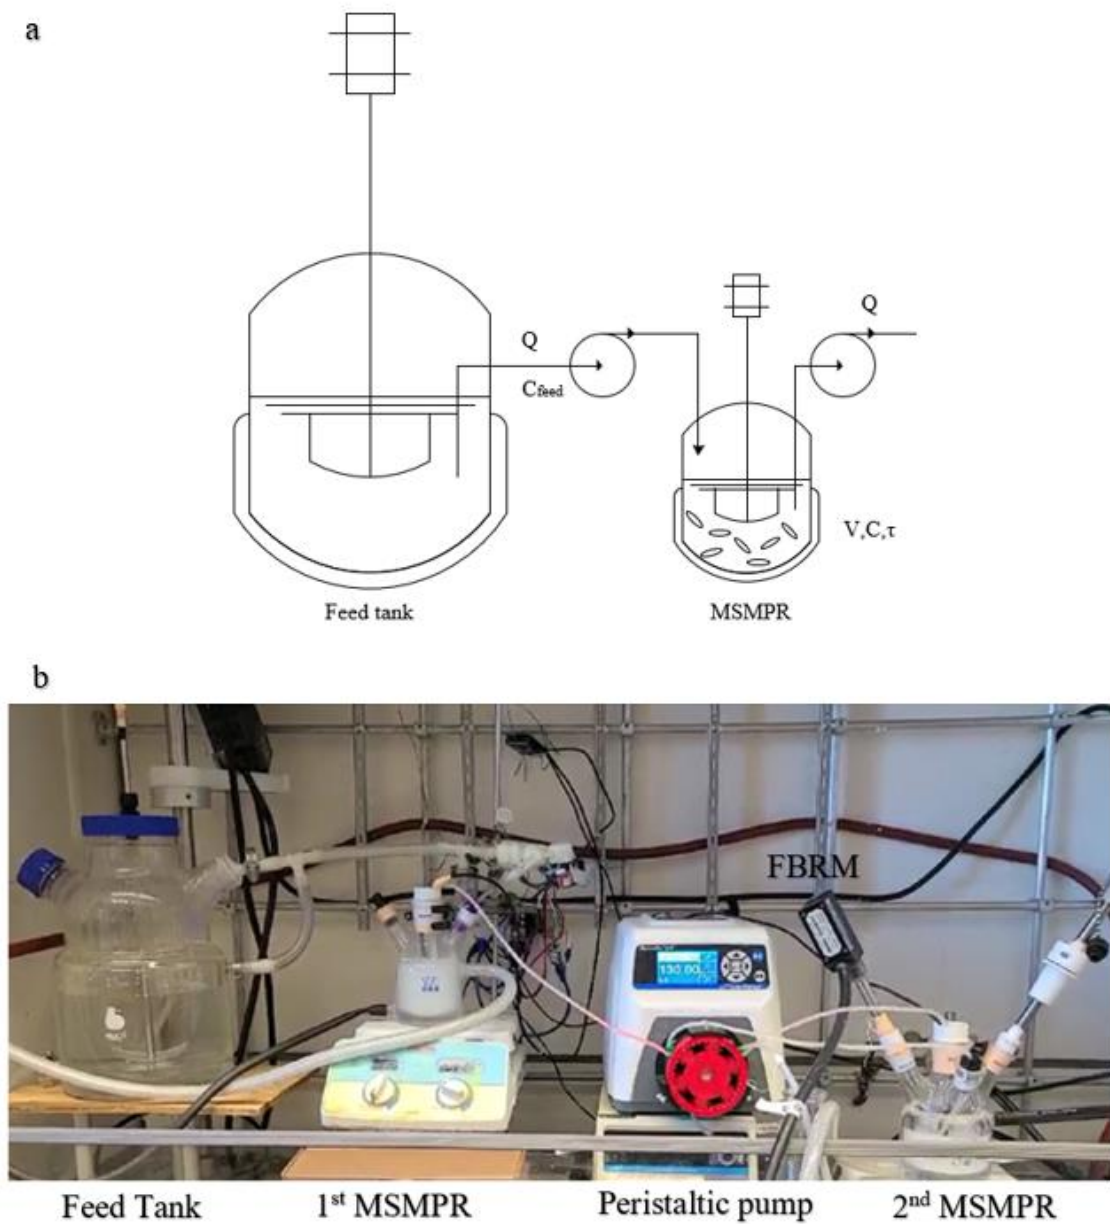 a
Q
Q
Cfeed
V,C,τ
Feed tank
MSMPR
b
FBRM
130.00
Feed Tank
1st MSMPR
Peristaltic pump
2nd MSMPR